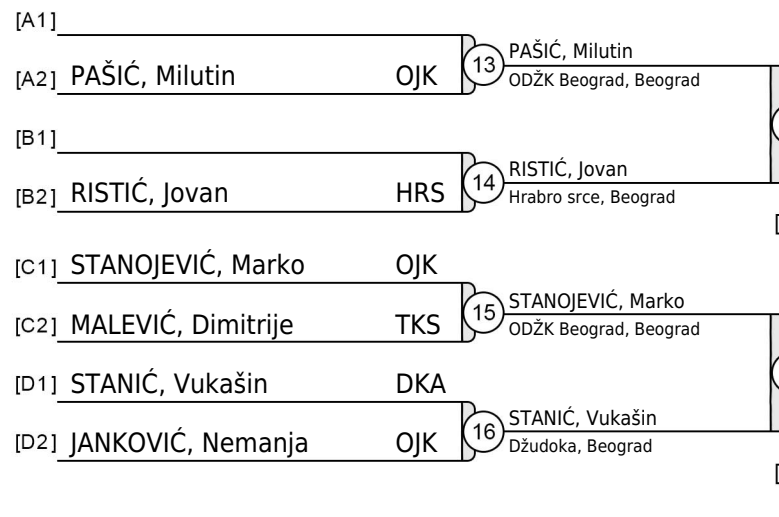 [A1]
[A2] PAŠIĆ, Milutin OJK
13 PAŠIĆ, Milutin
ODŽK Beograd, Beograd
[B1]
[B2] RISTIĆ, Jovan HRS
14 RISTIĆ, Jovan
Hrabro srce, Beograd
[C1] STANOJEVIĆ, Marko OJK
[C2] MALEVIĆ, Dimitrije TKS
15 STANOJEVIĆ, Marko
ODŽK Beograd, Beograd
[D1] STANIĆ, Vukašin DKA
[D2] JANKOVIĆ, Nemanja OJK
16 STANIĆ, Vukašin
Džudoka, Beograd